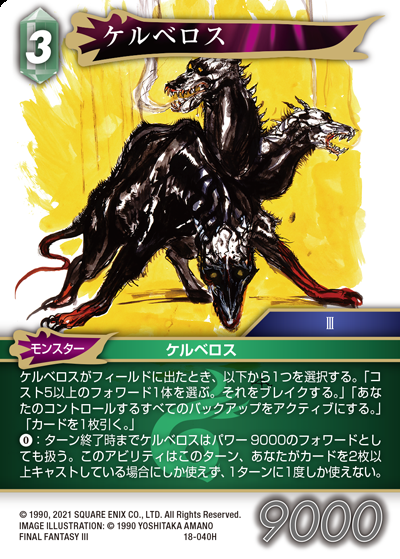 3
ケルベロス
III
モンスター
ケルベロス
ケルベロスがフィールドに出たとき、以下から1つを選択する。「コ
スト5以上のフォワード1体を選ぶ。それをブレイクする。」「あな
たのコントロールするすべてのバックアップをアクティブにする。」
「カードを1枚引く。」
0：ターン終了時までケルベロスはパワー9000のフォワードとし
ても扱う。このアビリティはこのターン、あなたがカードを2枚以
上キャストしている場合にしか使えず、1ターンに1度しか使えない。
© 1990, 2021 SQUARE ENIX CO., LTD. All Rights Reserved.
IMAGE ILLUSTRATION: © 1990 YOSHITAKA AMANO
FINAL FANTASY III 18-040H
9000